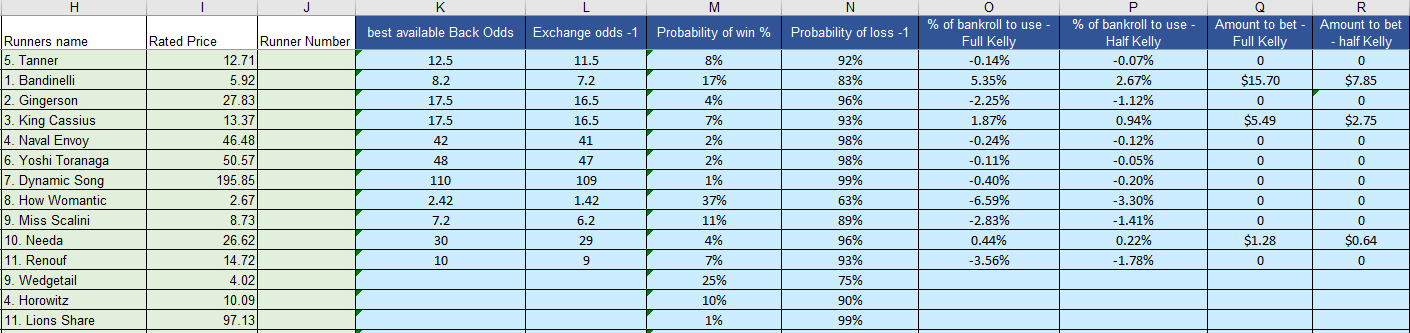 H I J K L M N O P Q R
Runners name Rated Price Runner Number best available Back Odds Exchange odds -1 Probability of win % Probability of loss -1 % of bankroll to use - Full Kelly % of bankroll to use - Half Kelly Amount to bet - Full Kelly Amount to bet - half Kelly
5. Tanner 12.71 12.5 11.5 8% 92% -0.14% -0.07% 0 0
1. Bandinelli 5.92 8.2 7.2 17% 83% 5.35% 2.67% $15.70 $7.85
2. Gingerson 27.83 17.5 16.5 4% 96% -2.25% -1.12% 0 0
3. King Cassius 13.37 17.5 16.5 7% 93% 1.87% 0.94% $5.49 $2.75
4. Naval Envoy 46.48 42 41 2% 98% -0.24% -0.12% 0 0
6. Yoshi Toranaga 50.57 48 47 2% 98% -0.11% -0.05% 0 0
7. Dynamic Song 195.85 110 109 1% 99% -0.40% -0.20% 0 0
8. How Womantic 2.67 2.42 1.42 37% 63% -6.59% -3.30% 0 0
9. Miss Scalini 8.73 7.2 6.2 11% 89% -2.83% -1.41% 0 0
10. Needa 26.62 30 29 4% 96% 0.44% 0.22% $1.28 $0.64
11. Renouf 14.72 10 9 7% 93% -3.56% -1.78% 0 0
9. Wedgetail 4.02 25% 75%
4. Horowitz 10.09 10% 90%
11. Lions Share 97.13 1% 99%